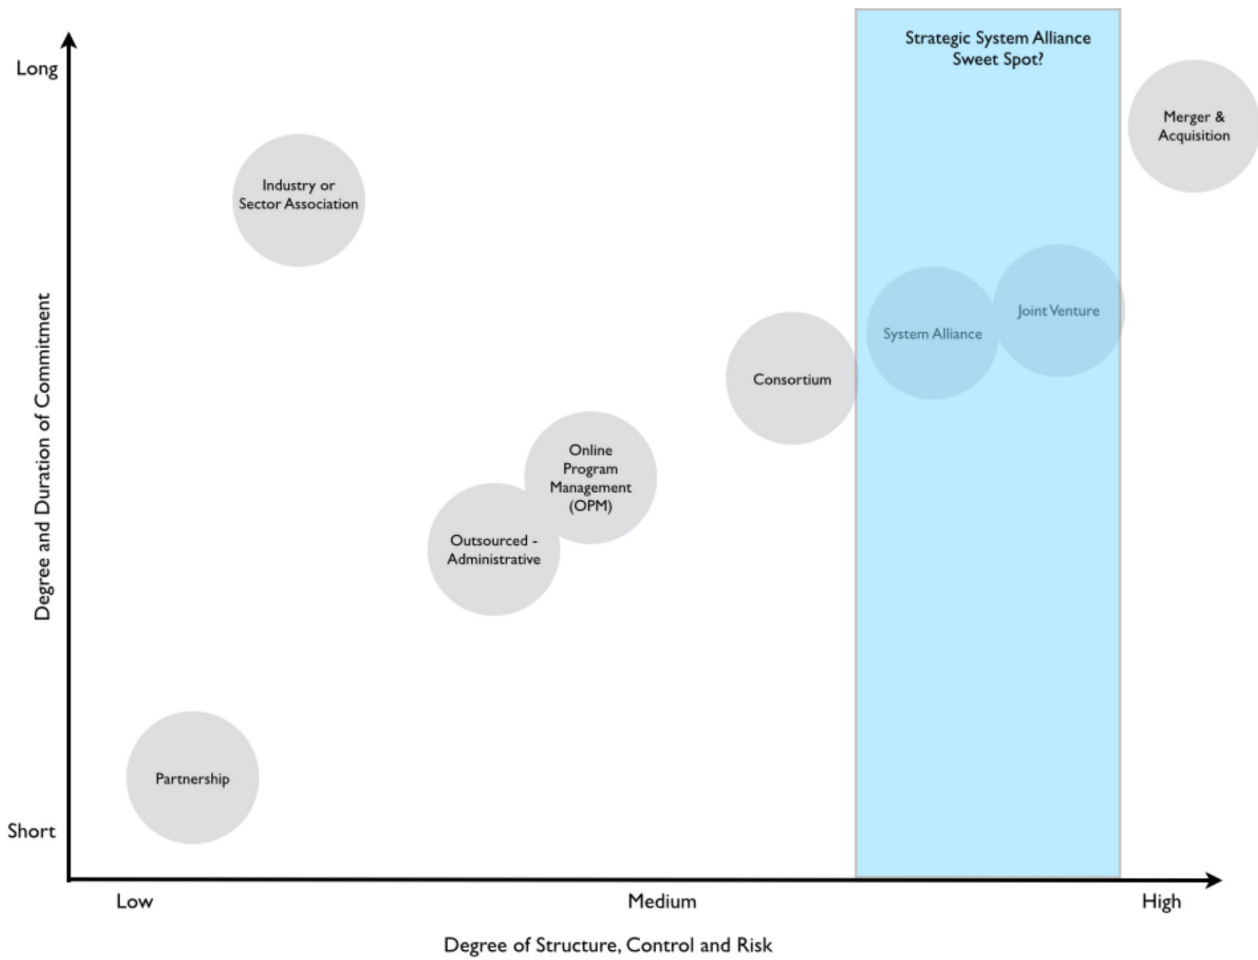 Strategic System Alliance
Sweet Spot?
Long
Merger &
Acquisition
Industry or
Sector Association
Degree and Duration of Commitment
Joint Venture
System Alliance
Consortium
Online
Program
Management
(OPM)
Outsourced -
Administrative
Partnership
Short
Low
Medium
High
Degree of Structure, Control and Risk